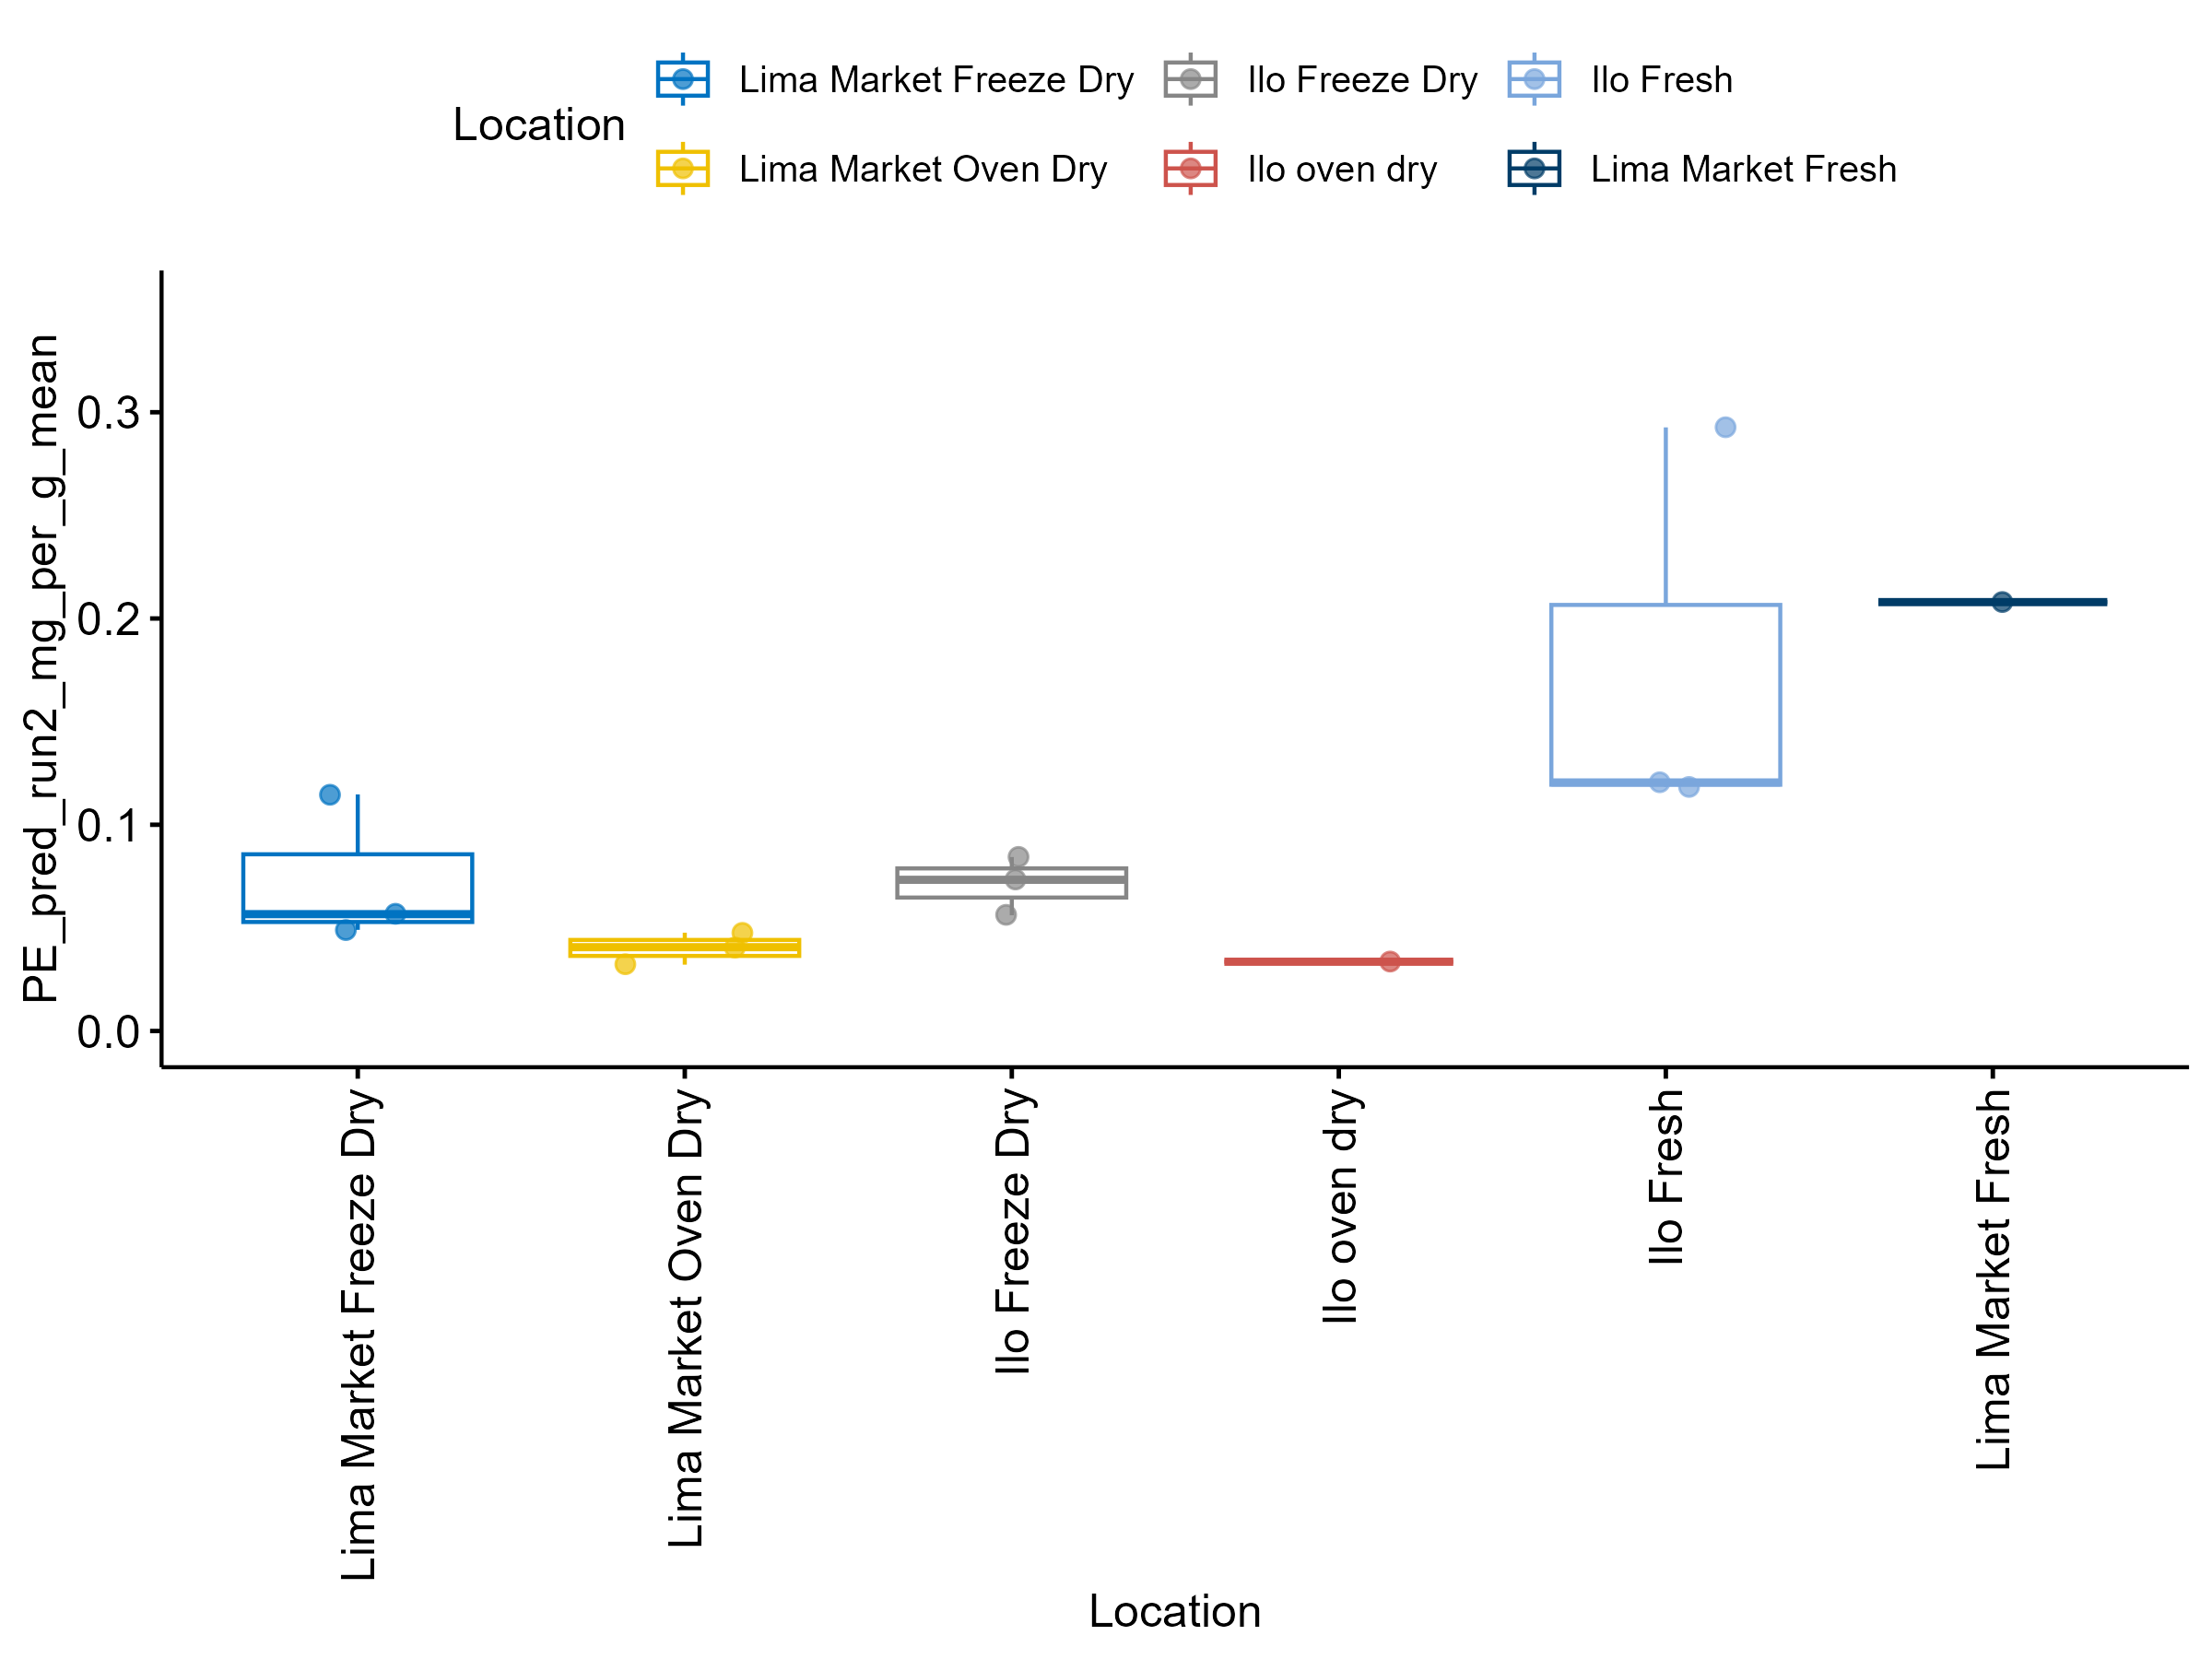 Location
Lima Market Freeze Dry
Ilo Freeze Dry
Ilo Fresh
Lima Market Oven Dry
Ilo oven dry
Lima Market Fresh
PE_pred_run2_mg_per_g_mean
0.3
0.2
0.1
0.0
Lima Market Freeze Dry
Lima Market Oven Dry
Ilo Freeze Dry
Ilo oven dry
Ilo Fresh
Lima Market Fresh
Location